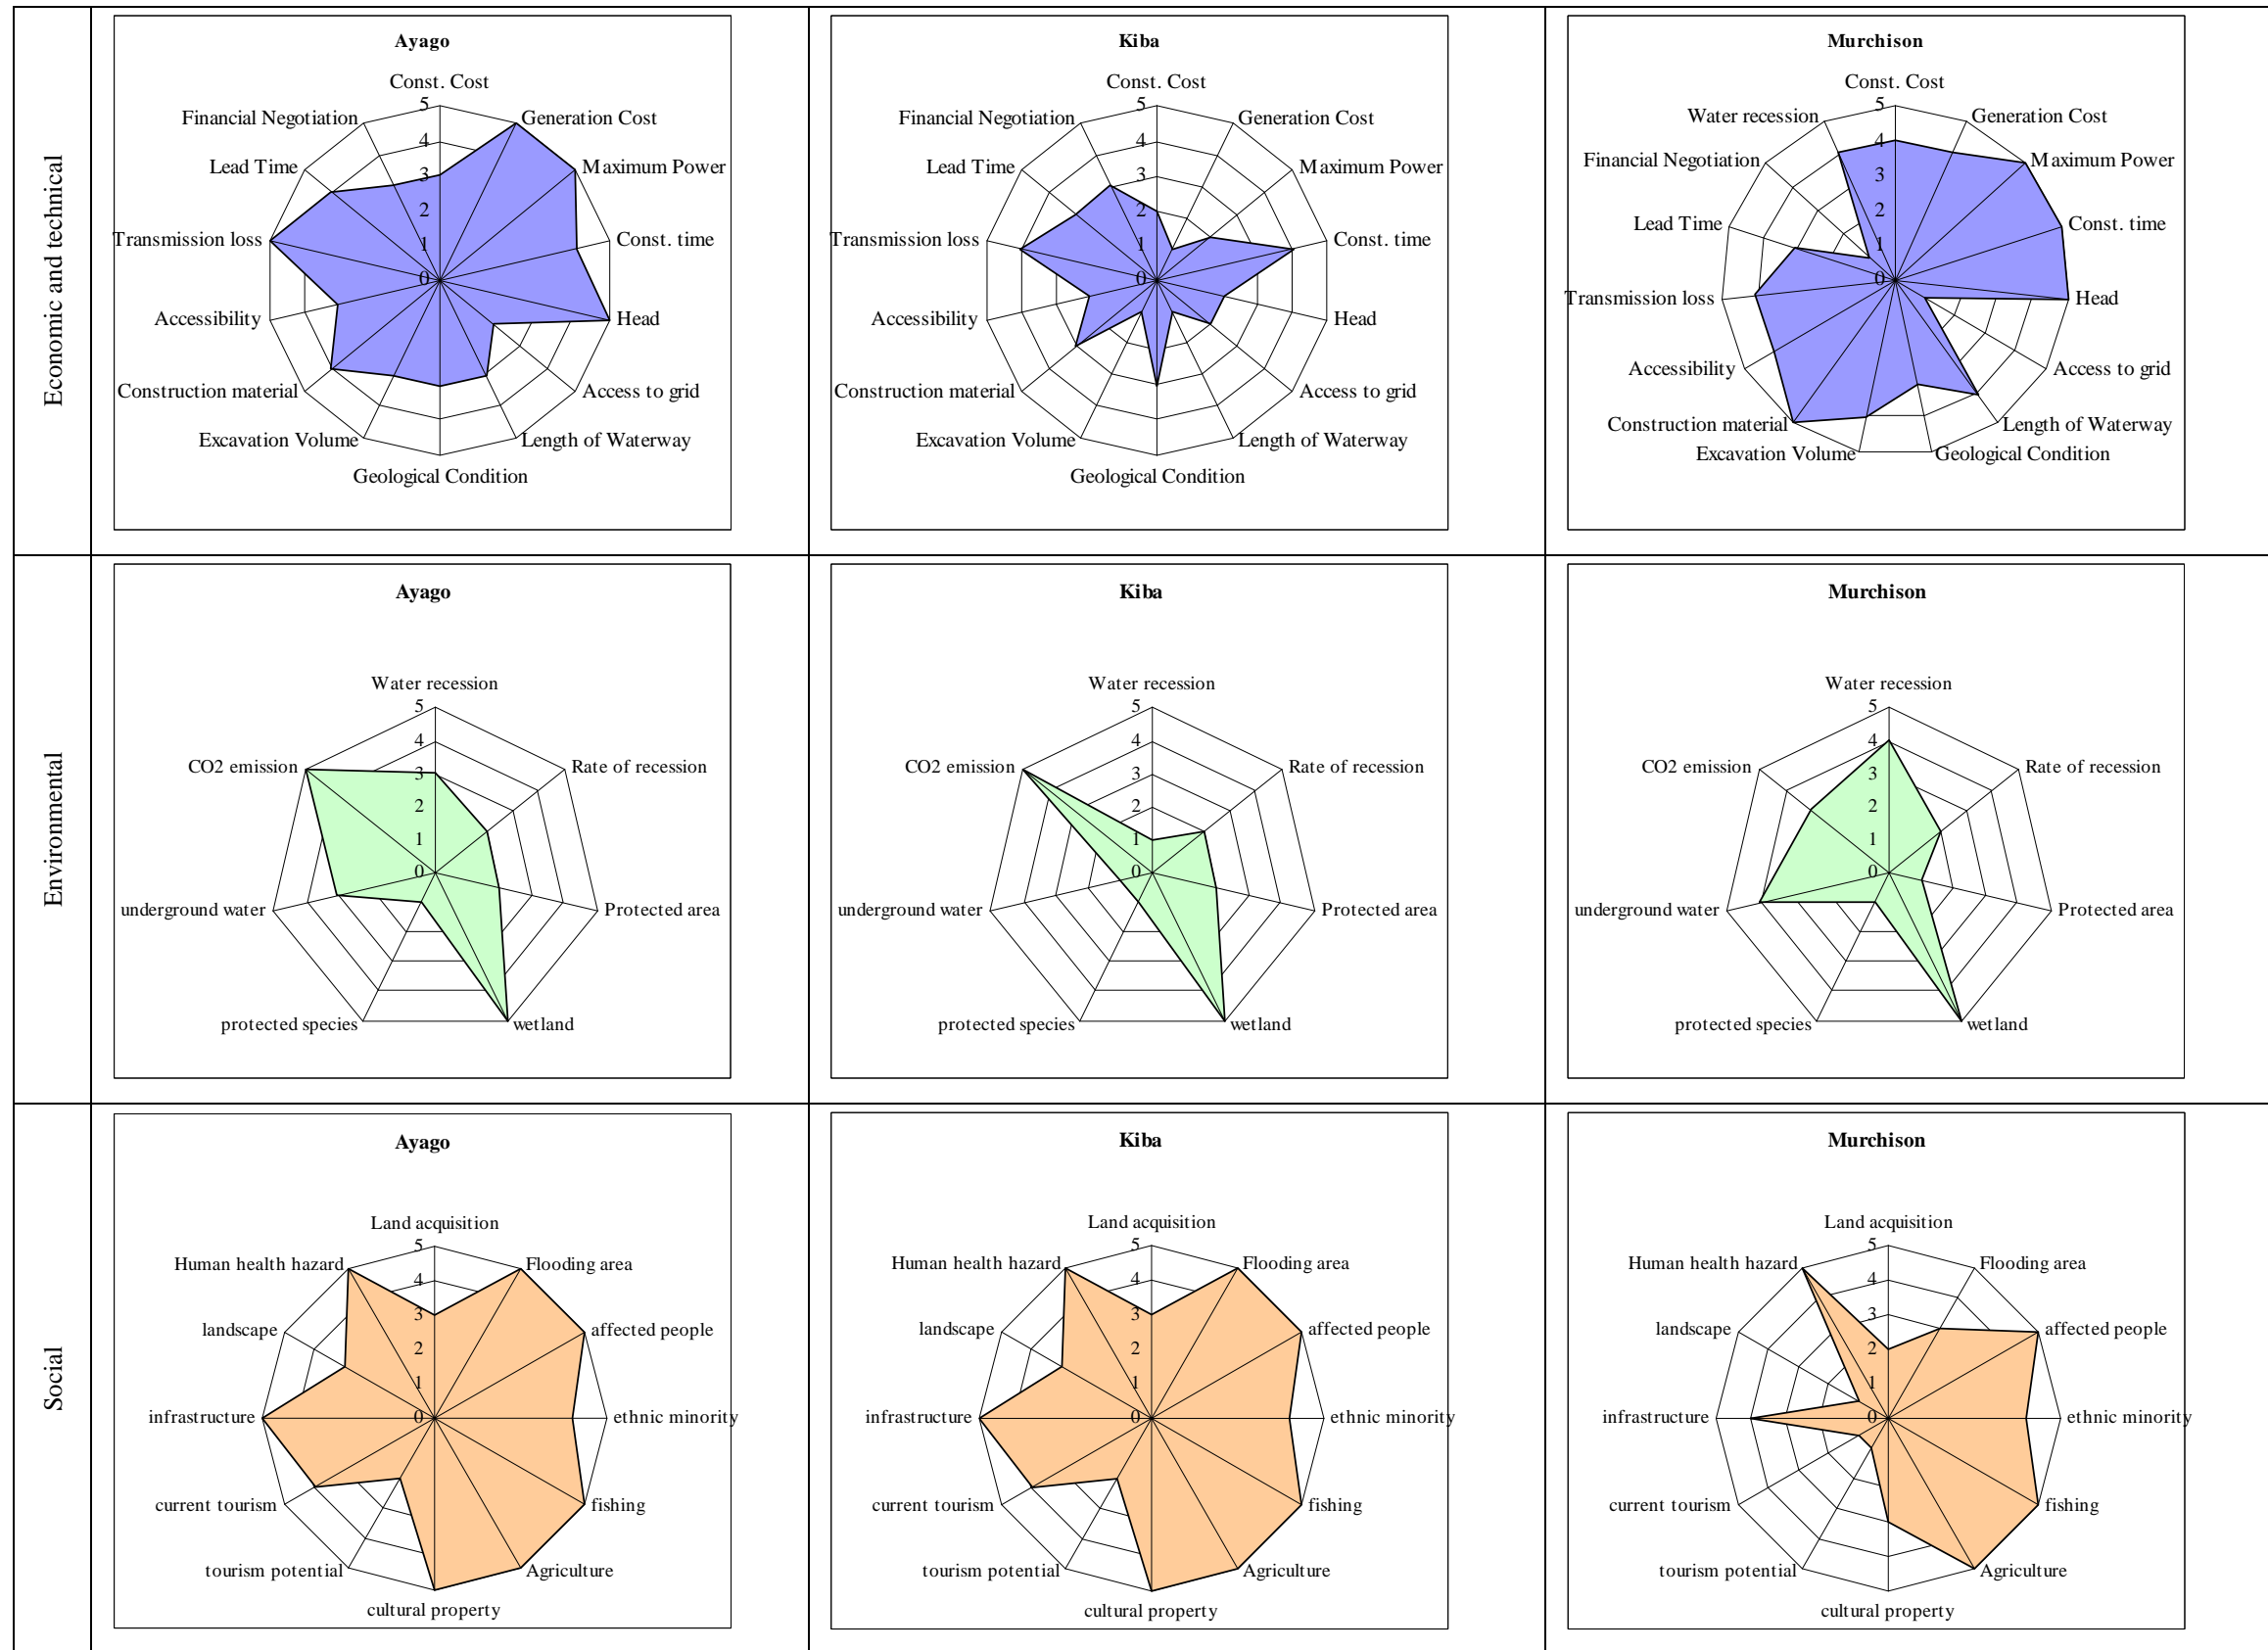 Economic and technical
Ayago
Const. Cost
Generation Cost
Maximum Power
Const. time
Head
Access to grid
Length of Waterway
Geological Condition
Excavation Volume
Construction material
Accessibility
Transmission loss
Lead Time
Financial Negotiation
5
4
3
2
1
0
Kiba
Const. Cost
Generation Cost
Maximum Power
Const. time
Head
Access to grid
Length of Waterway
Geological Condition
Excavation Volume
Construction material
Accessibility
Transmission loss
Lead Time
Financial Negotiation
5
4
3
2
1
0
Murchison
Const. Cost
Generation Cost
Maximum Power
Const. time
Head
Access to grid
Length of Waterway
Geological Condition
Excavation Volume
Construction material
Accessibility
Transmission loss
Lead Time
Financial Negotiation
Water recession
5
4
3
2
1
0
Environmental
Ayago
Water recession
Rate of recession
Protected area
wetland
protected species
underground water
CO2 emission
5
4
3
2
1
0
Kiba
Water recession
Rate of recession
Protected area
wetland
protected species
underground water
CO2 emission
5
4
3
2
1
0
Murchison
Water recession
Rate of recession
Protected area
wetland
protected species
underground water
CO2 emission
5
4
3
2
1
0
Social
Ayago
Land acquisition
Flooding area
affected people
ethnic minority
fishing
Agriculture
cultural property
tourism potential
current tourism
infrastructure
landscape
Human health hazard
5
4
3
2
1
0
Kiba
Land acquisition
Flooding area
affected people
ethnic minority
fishing
Agriculture
cultural property
tourism potential
current tourism
infrastructure
landscape
Human health hazard
5
4
3
2
1
0
Murchison
Land acquisition
Flooding area
affected people
ethnic minority
fishing
Agriculture
cultural property
tourism potential
current tourism
infrastructure
landscape
Human health hazard
5
4
3
2
1
0